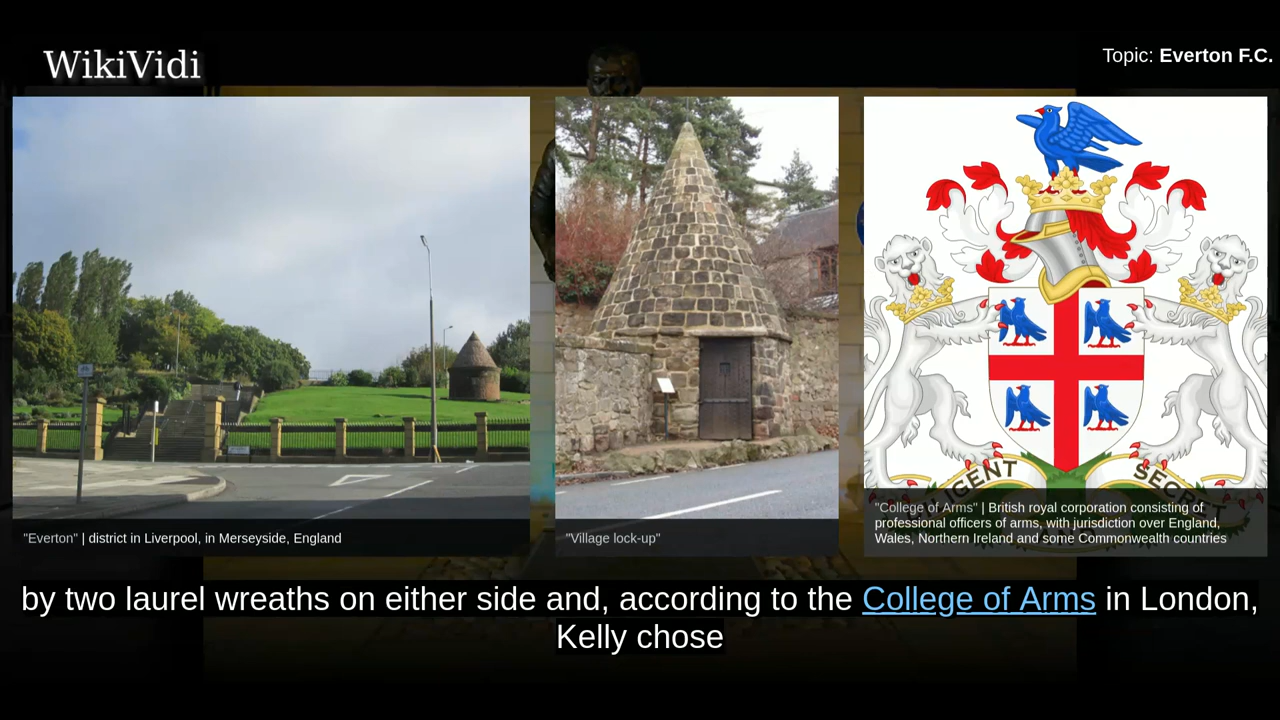 WikiVidi
Topic: Everton F.C.
"Everton" | district in Liverpool, in Merseyside, England
"Village lock-up"
SECRET
"College of Arms" | British royal corporation consisting of
professional officers of arms, with jurisdiction over England,
Wales, Northern Ireland and some Commonwealth countries
by two laurel wreaths on either side and, according to the College of Arms in London,
Kelly chose